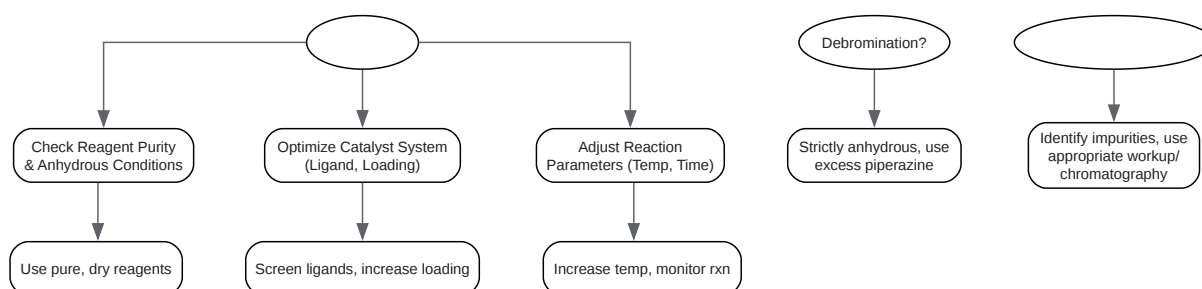 Debromination?
Check Reagent Purity
& Anhydrous Conditions
Optimize Catalyst System
(Ligand, Loading)
Adjust Reaction
Parameters (Temp, Time)
Strictly anhydrous, use
excess piperazine
Identify impurities, use
appropriate workup/
chromatography
Use pure, dry reagents
Screen ligands, increase loading
Increase temp, monitor rxn